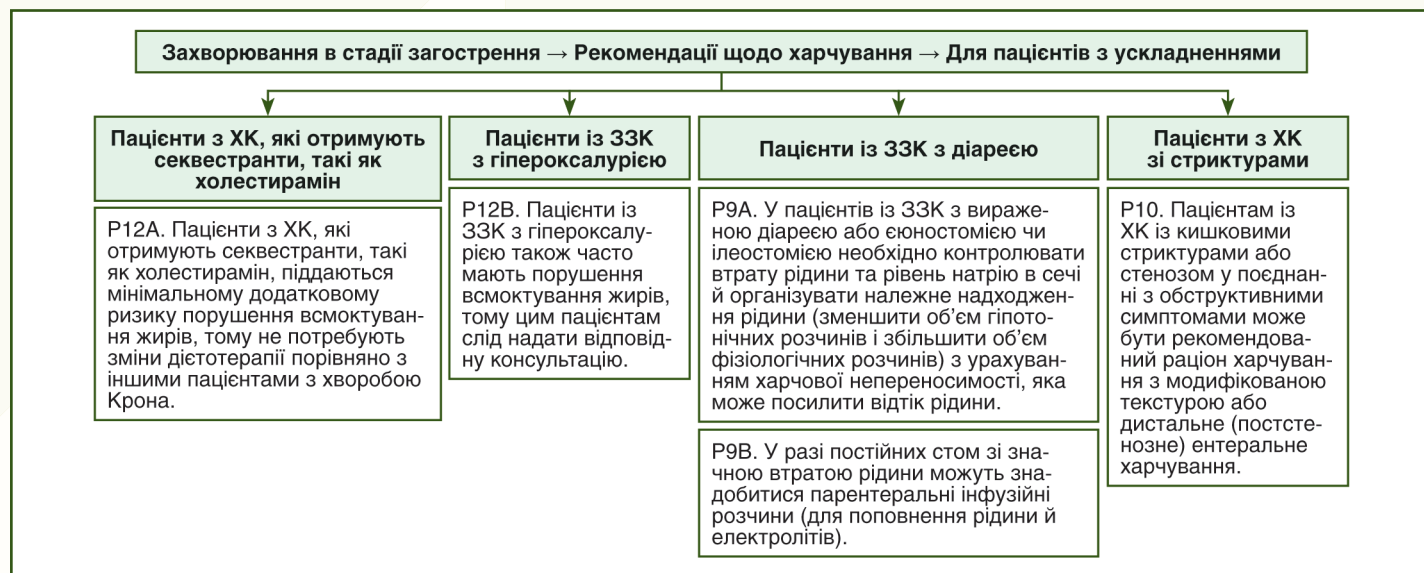 Захворювання в стадії загострення → Рекомендації щодо харчування → Для пацієнтів з ускладненнями
Пацієнти з ХК, які отримують
секвестранти, такі як
холестирамін
Р12А. Пацієнти з ХК, які
отримують секвестранти, такі
як холестирамін, піддаються
мінімальному додатковому
ризику порушення всмоктуван-
ня жирів, тому не потребують
зміни дієтотерапії порівняно з
іншими пацієнтами з хворобою
Крона.
Пацієнти із ЗЗК
з гіпероксалурією
Р12В. Пацієнти із
ЗЗК з гіпероксалу-
рією також часто
мають порушення
всмоктування жирів,
тому цим пацієнтам
слід надати відповід-
ну консультацію.
Пацієнти із ЗЗК з діареєю
Р9А. У пацієнтів із ЗЗК з вираже-
ною діареєю або єюностомією чи
ілеостомією необхідно контролювати
втрату рідини та рівень натрію в сечі
й організувати належне надходжен-
ня рідини (зменшити об’єм гіпото-
нічних розчинів і збільшити об’єм
фізіологічних розчинів) з урахуван-
ням харчової непереносимості, яка
може посилити відтік рідини.
Р9В. У разі постійних стом зі зна-
чною втратою рідини можуть зна-
добитися парентеральні інфузійні
розчини (для поповнення рідини й
електролітів).
Пацієнти з ХК
зі стриктурами
Р10. Пацієнтам із
ХК із кишковими
стриктурами або
стенозом у поєднан-
ні з обструктивними
симптомами може
бути рекомендова-
ний раціон харчуван-
ня з модифікованою
текстурою або
дистальне (постсте-
нозне) ентеральне
харчування.